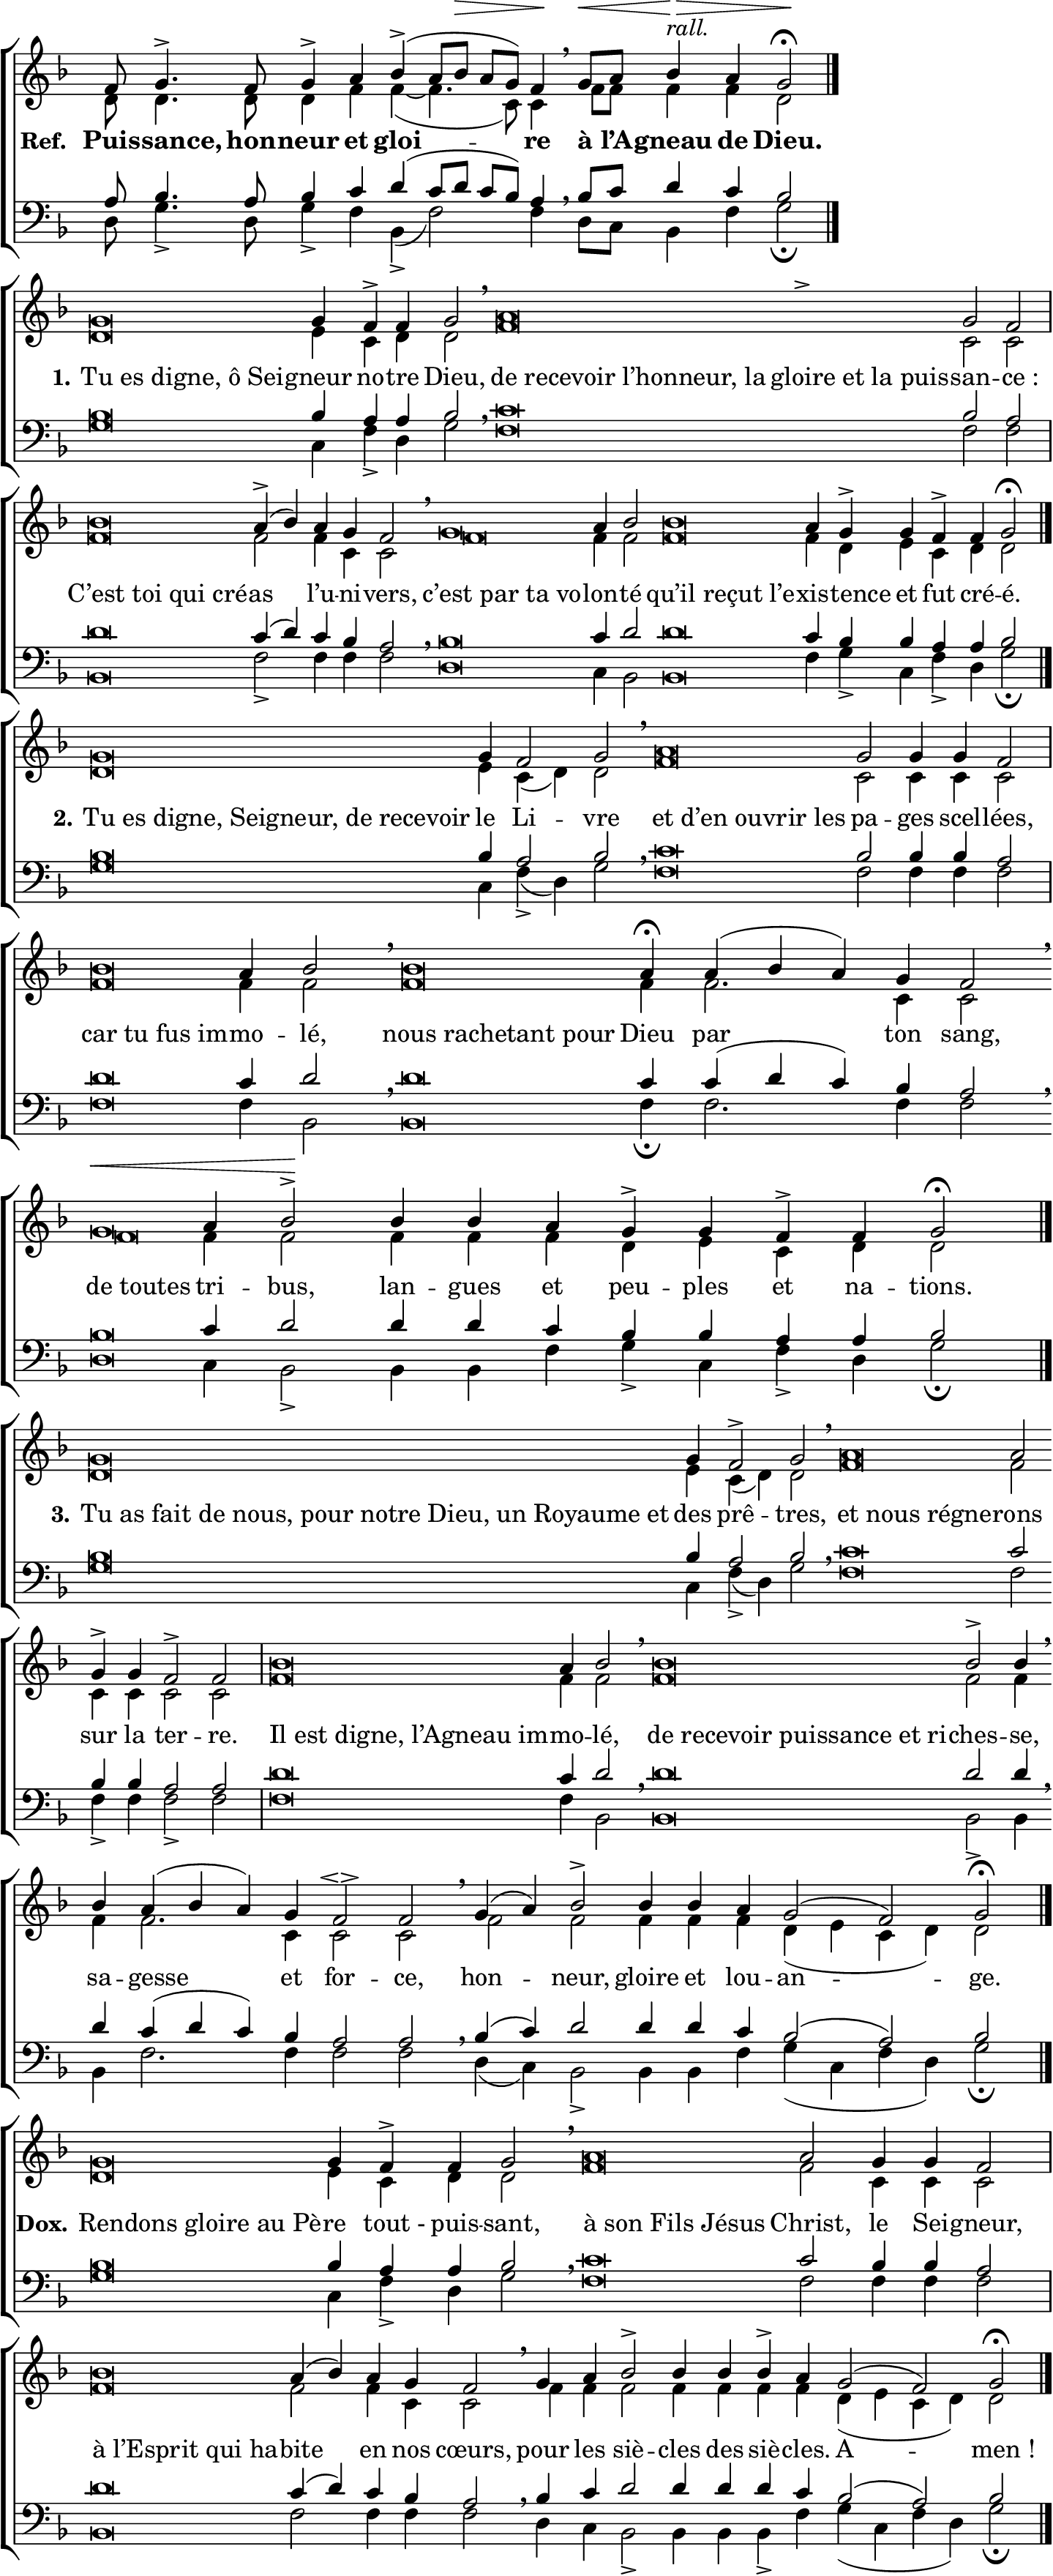 rall.
Ref. Puissance, honneur et gloi -- re à l’Agneau de Dieu.
1. Tu es digne, ô Seigneur notre Dieu, de recevoir l’honneur, la gloire et la puissan -- ce :
C’est toi qui créas l’u -- nivers, c’est par ta volonté qu’il reçut l’existence et fut cré -- é.
2. Tu es digne, Seigneur, de recevoir le Li -- vre et d’en ouvrir les pa -- ges scellées,
car tu fus immo -- lé, nous rachetant pour Dieu par ton sang,
de toutes tri -- bus, lan -- gues et peu -- ples et na -- tions.
3. Tu as fait de nous, pour notre Dieu, un Royaume et des prê -- tres, et nous régnerons
sur la ter -- re. Il est digne, l’Agneau immo -- lé, de recevoir puissance et riches -- se,
sa -- gesse et for -- ce, hon -- neur, gloire et lou -- an -- ge.
Dox. Rendons gloire au Père tout - puis -- sant, à son Fils Jésus Christ, le Seigneur,
à l’Esprit qui habite en nos cœurs, pour les siè -- cles des siècles. A -- men !